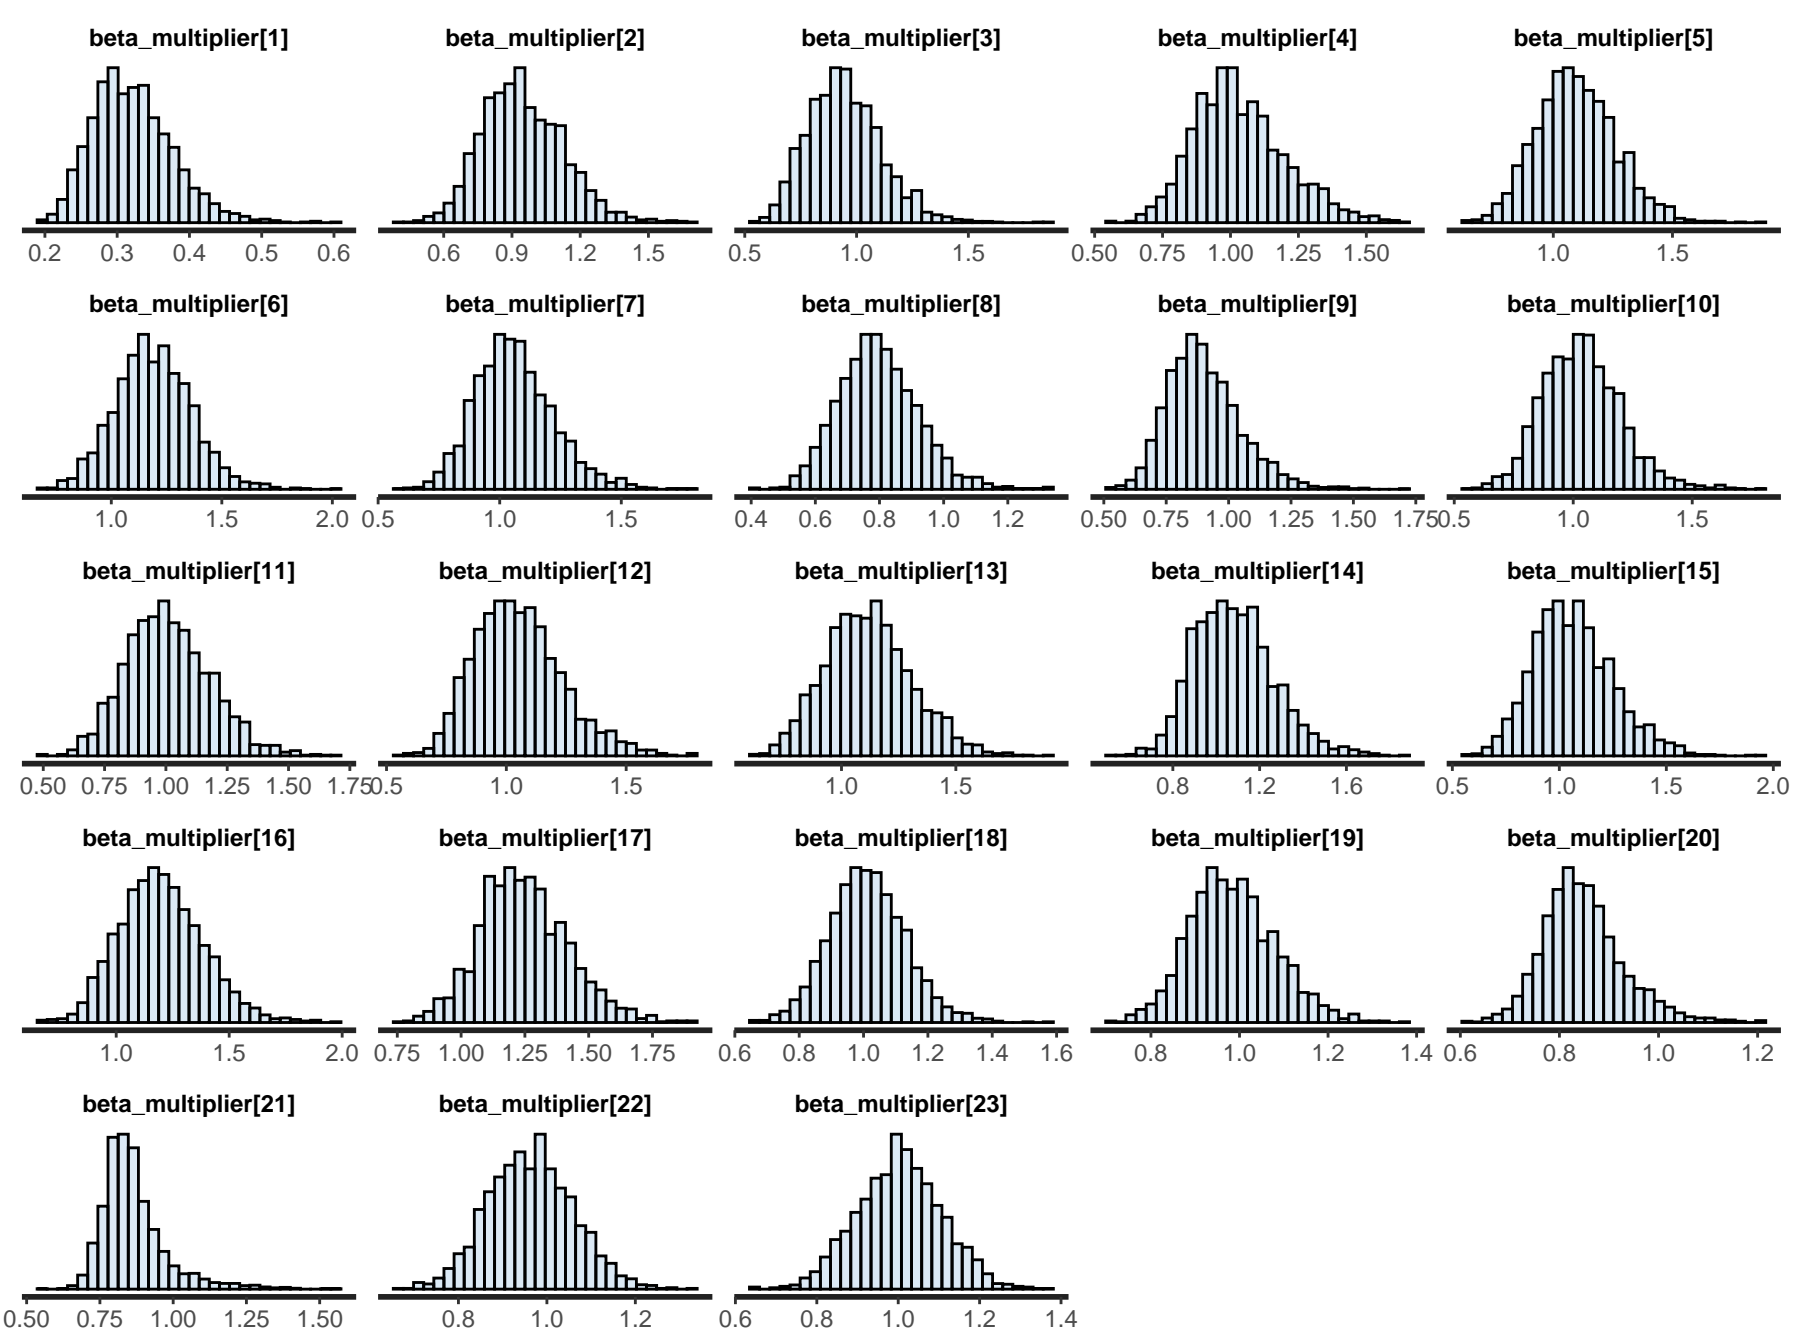 beta_multiplier[1] beta_multiplier[2] beta_multiplier[3] beta_multiplier[4] beta_multiplier[5]
0.2 0.3 0.4 0.5 0.6 0.6 0.9 1.2 1.5 0.5 1.0 1.5 0.50 0.75 1.00 1.25 1.50 1.0 1.5
beta_multiplier[6] beta_multiplier[7] beta_multiplier[8] beta_multiplier[9] beta_multiplier[10]
1.0 1.5 2.0 0.5 1.0 1.5 0.4 0.6 0.8 1.0 1.2 0.50 0.75 1.00 1.25 1.50 1.75 0.5 1.0 1.5
beta_multiplier[11] beta_multiplier[12] beta_multiplier[13] beta_multiplier[14] beta_multiplier[15]
0.50 0.75 1.00 1.25 1.50 1.75 0.5 1.0 1.5 1.0 1.5 0.8 1.2 1.6 0.5 1.0 1.5 2.0
beta_multiplier[16] beta_multiplier[17] beta_multiplier[18] beta_multiplier[19] beta_multiplier[20]
1.0 1.5 2.0 0.75 1.00 1.25 1.50 1.75 0.6 0.8 1.0 1.2 1.4 1.6 0.8 1.0 1.2 1.4 0.6 0.8 1.0 1.2
beta_multiplier[21] beta_multiplier[22] beta_multiplier[23]
0.50 0.75 1.00 1.25 1.50 0.8 1.0 1.2 0.6 0.8 1.0 1.2 1.4